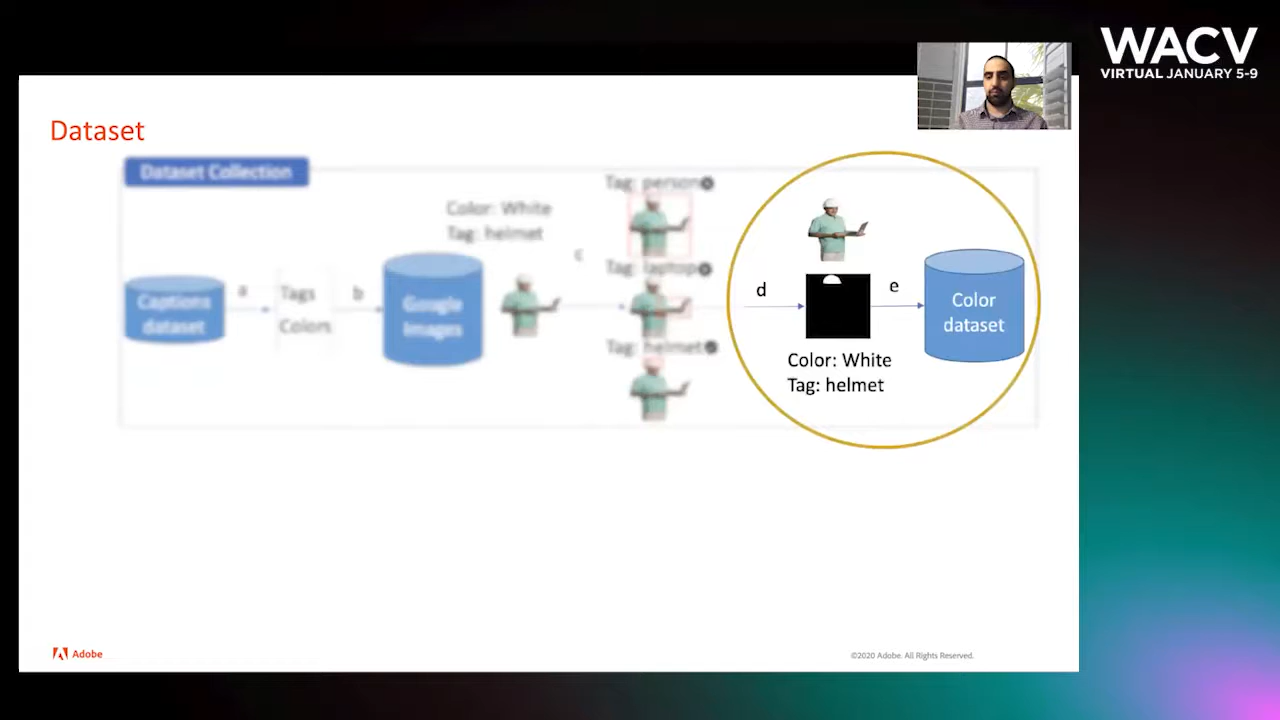 WACV
VIRTUAL JANUARY 5-9
Dataset
Dataset Collection
Color: White
Tag: helmet
Captions
dataset
a
Tags
Colors
b
Google
Images
c
Tag: person
Tag: laptop
Tag: helmet
d
e
Color: White
Tag: helmet
Color
dataset
Adobe
©2020 Adobe. All Rights Reserved.